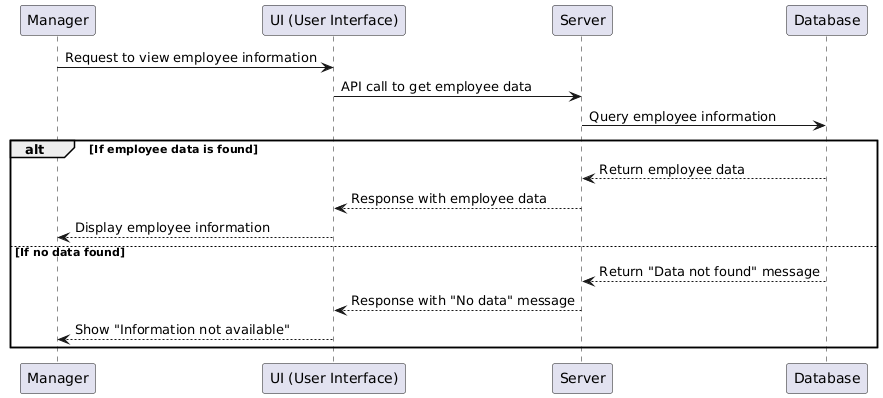 Manager
UI (User Interface)
Server
Database
Request to view employee information
API call to get employee data
Query employee information
alt
[If employee data is found]
Return employee data
Response with employee data
Display employee information
[If no data found]
Return "Data not found" message
Response with "No data" message
Show "Information not available"
Manager
UI (User Interface)
Server
Database